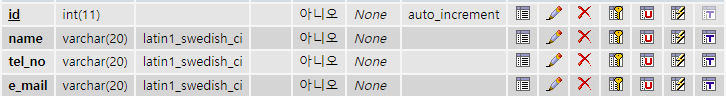 id int(11) 아니오 None auto_increment
name varchar(20) latin1_swedish_ci 아니오 None
tel_no varchar(20) latin1_swedish_ci 아니오 None
e_mail varchar(20) latin1_swedish_ci 아니오 None